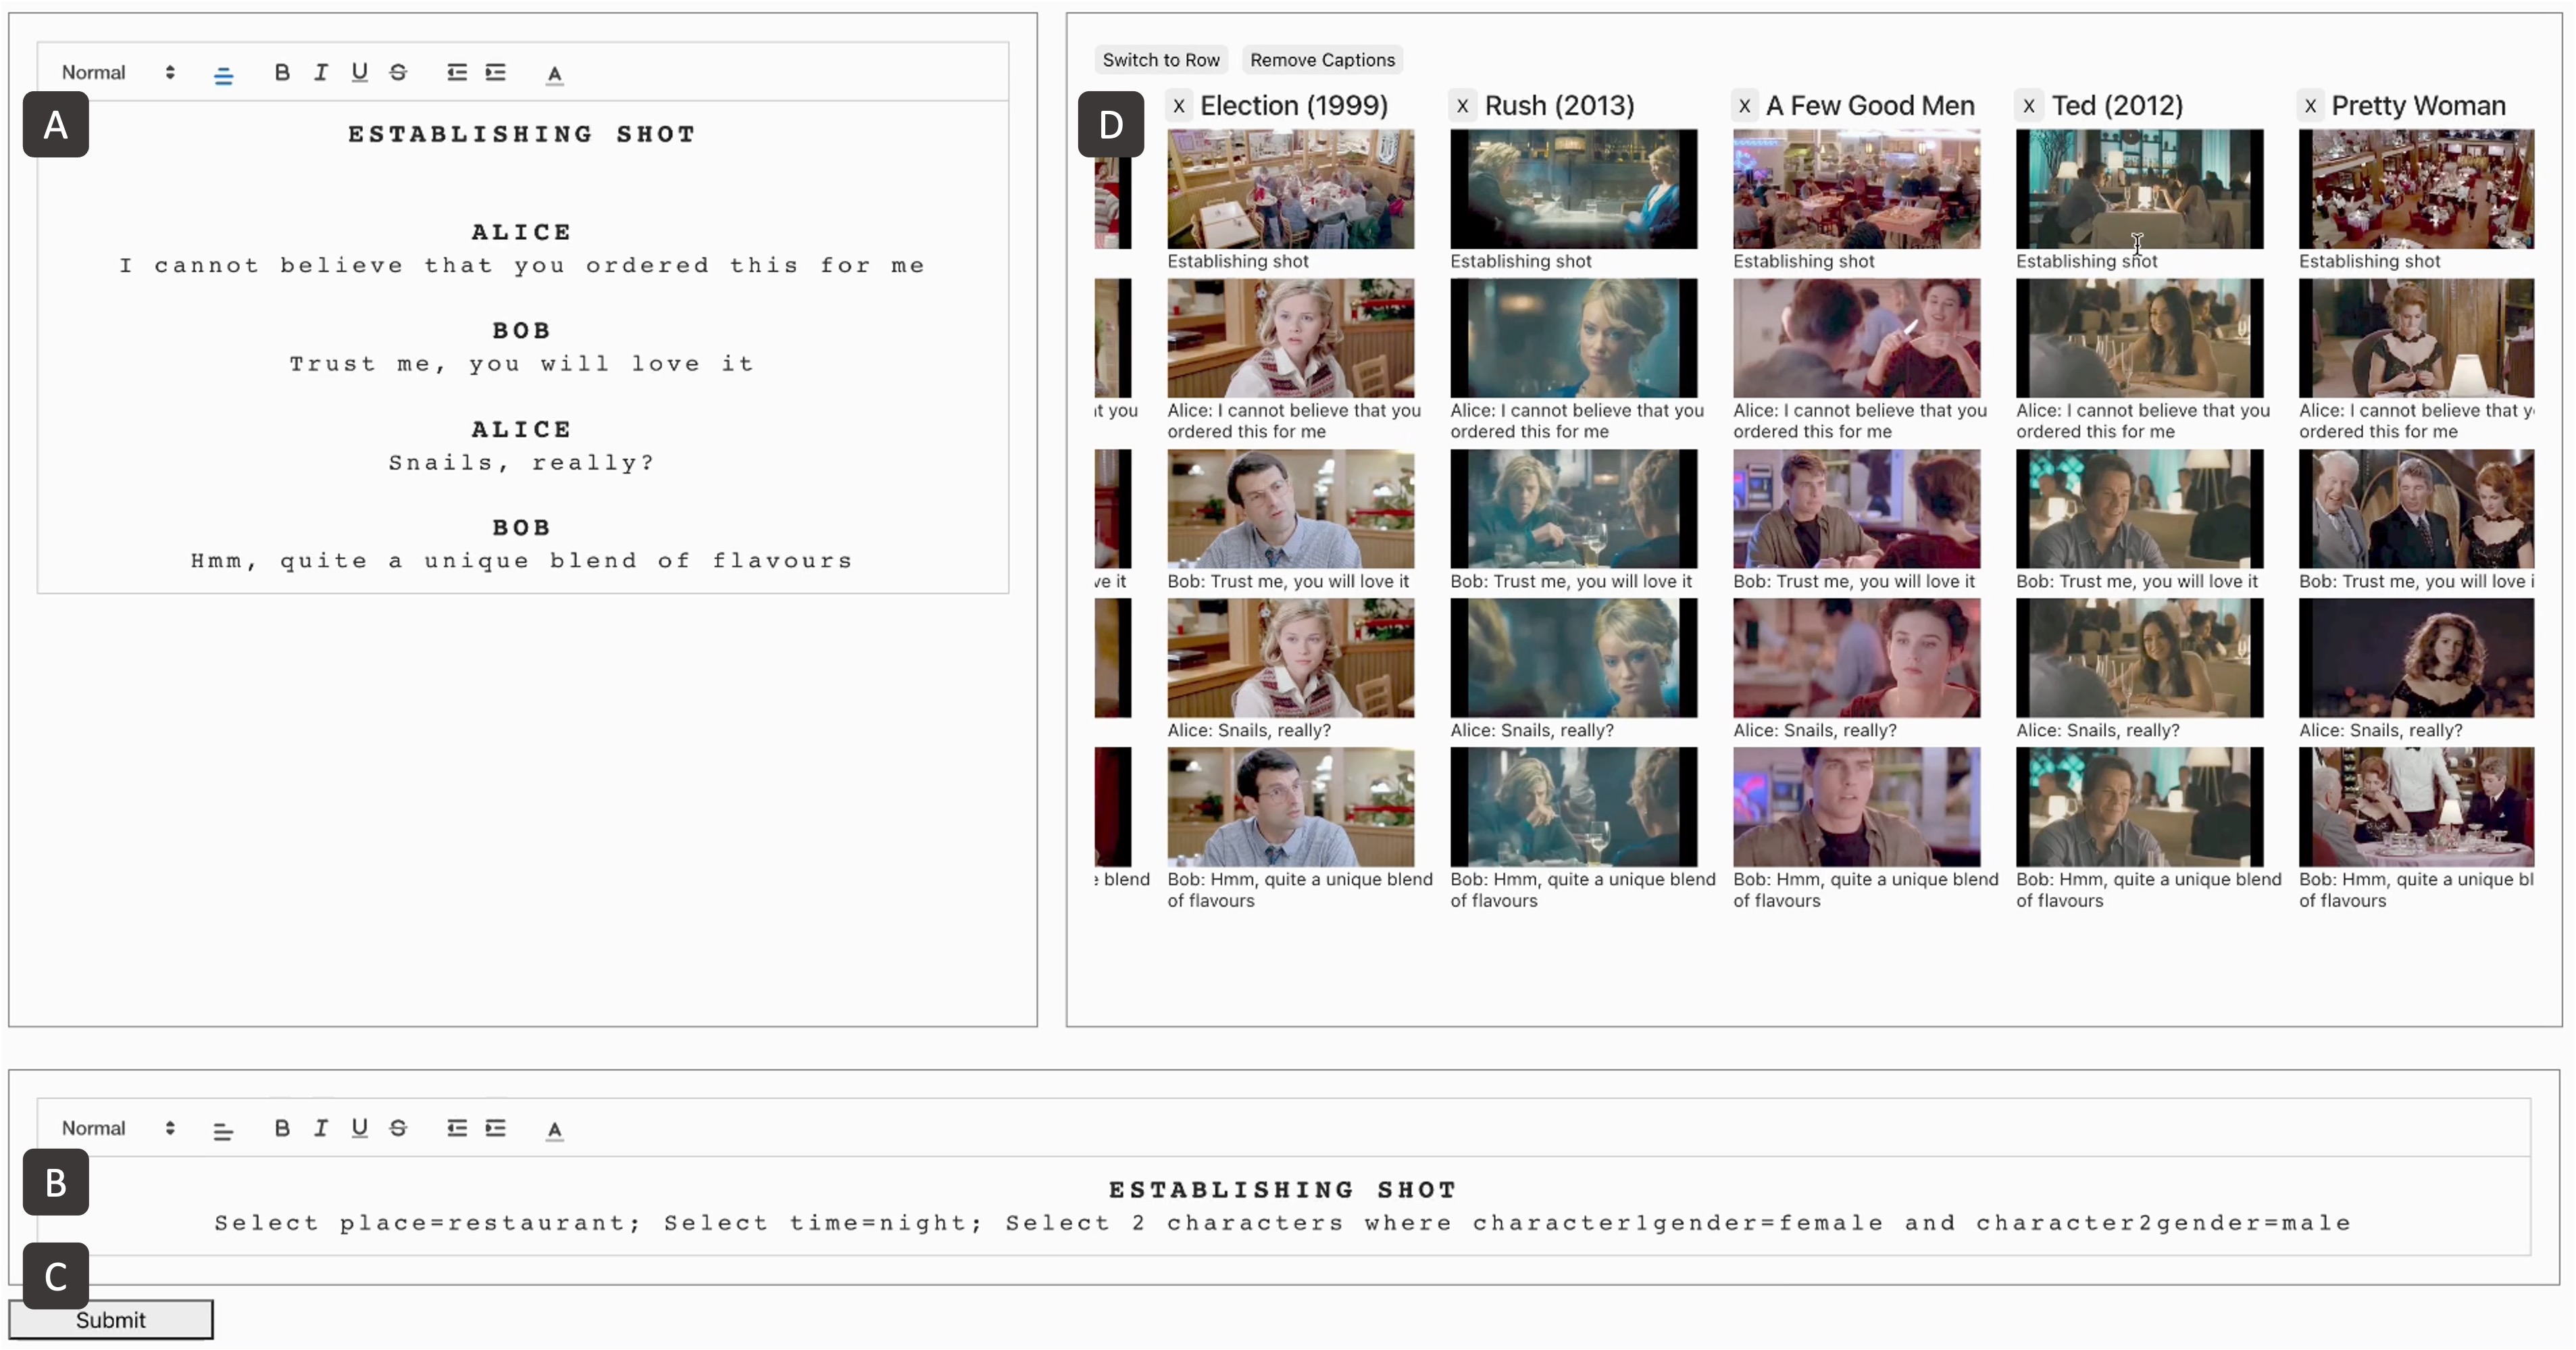 Normal B I U S A
A
ESTABLISHING SHOT
ALICE
I cannot believe that you ordered this for me
BOB
Trust me, you will love it
ALICE
Snails, really?
BOB
Hmm, quite a unique blend of flavours
Switch to Row Remove Captions
D
X Election (1999) X Rush (2013) X A Few Good Men X Ted (2012) X Pretty Woman
Establishing shot Establishing shot Establishing shot Establishing shot Establishing shot
you Alice: I cannot believe that you Alice: I cannot believe that you Alice: I cannot believe that you Alice: I cannot believe that you Alice: I cannot believe that
ordered this for me ordered this for me ordered this for me ordered this for me ordered this for me
it Bob: Trust me, you will love it Bob: Trust me, you will love it Bob: Trust me, you will love it Bob: Trust me, you will love it Bob: Trust me, you will love
Alice: Snails, really? Alice: Snails, really? Alice: Snails, really? Alice: Snails, really? Alice: Snails, really?
blend Bob: Hmm, quite a unique blend Bob: Hmm, quite a unique blend Bob: Hmm, quite a unique blend Bob: Hmm, quite a unique blend Bob: Hmm, quite a unique bl
of flavours of flavours of flavours of flavours of flavours
Normal B I U S A
B
ESTABLISHING SHOT
Select place=restaurant; Select time=night; Select 2 characters where character1gender=female and character2gender=male
C
Submit